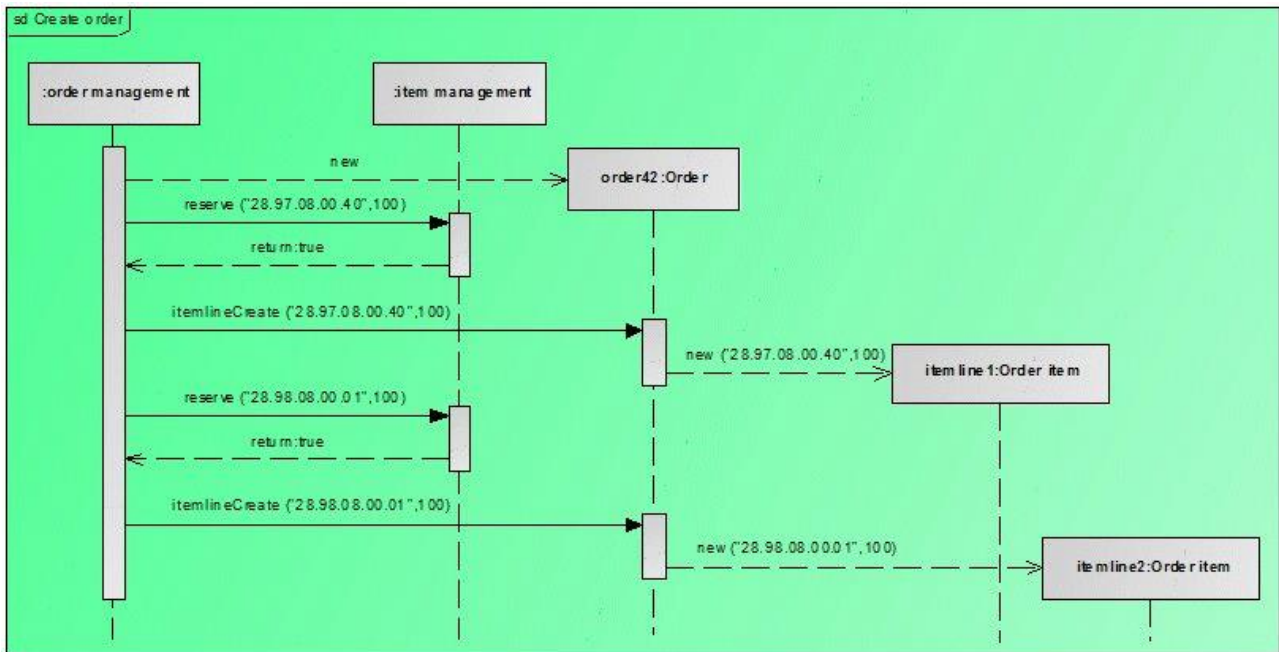 sd Create order
:order management
:item management
new
order42:Order
reserve ("28.97.08.00.40",100)
return:true
itemlineCreate ("28.97.08.00.40",100)
new ("28.97.08.00.40",100)
itemline1:Order item
reserve ("28.98.08.00.01",100)
return:true
itemlineCreate ("28.98.08.00.01",100)
new ("28.98.08.00.01",100)
itemline2:Order item